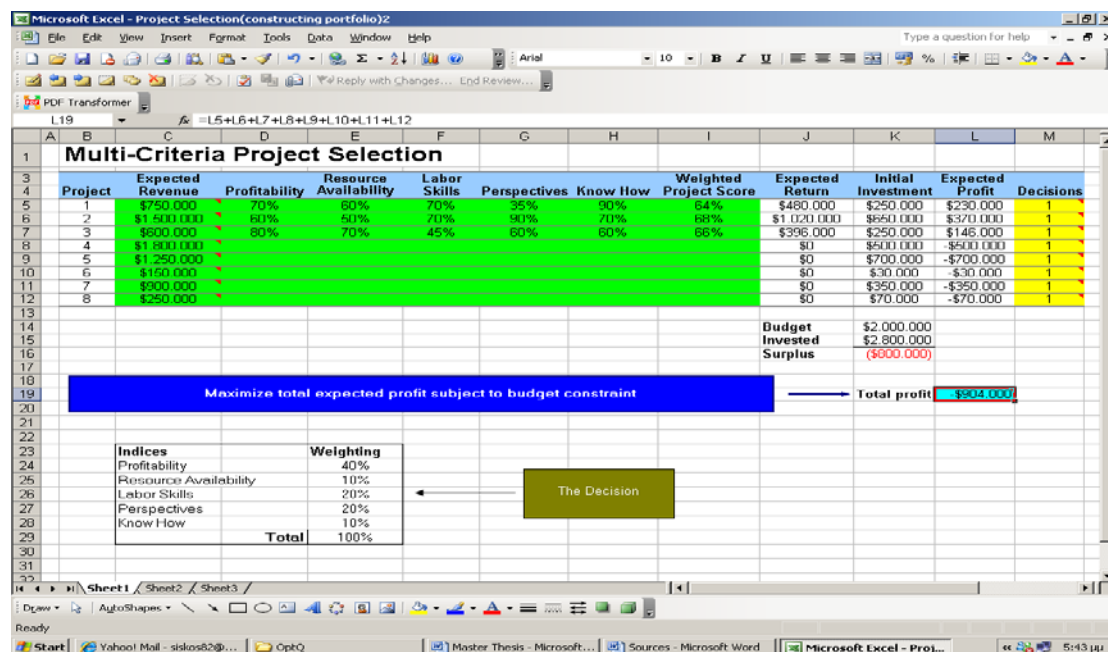 Microsoft Excel - Project Selection(constructing portfolio)2
File Edit View Insert Format Tools Data Window Help Type a question for help
Arial 10 B I U
Reply with Changes... End Review...
PDF Transformer
L19 fx =L5+L6+L7+L8+L9+L10+L11+L12
A B C D E F G H I J K L M
1 Multi-Criteria Project Selection
3 Expected Resource Labor Weighted Expected Initial Expected
4 Project Revenue Profitability Availability Skills Perspectives Know How Project Score Return Investment Profit Decisions
5 1 $750.000 70% 60% 70% 35% 90% 64% $480.000 $250.000 $230.000 1
6 2 $1.500.000 60% 50% 70% 90% 70% 68% $1.020.000 $650.000 $370.000 1
7 3 $600.000 80% 70% 45% 60% 60% 66% $396.000 $250.000 $146.000 1
8 4 $1.800.000 $0 $500.000 -$500.000 1
9 5 $1.250.000 $0 $700.000 -$700.000 1
10 6 $150.000 $0 $30.000 -$30.000 1
11 7 $900.000 $0 $350.000 -$350.000 1
12 8 $250.000 $0 $70.000 -$70.000 1
13
14 Budget $2.000.000
15 Invested $2.800.000
16 Surplus ($800.000)
17
18
19 Maximize total expected profit subject to budget constraint Total profit -$904.000
20
21
22
23 Indices Weighting
24 Profitability 40%
25 Resource Availability 10%
26 Labor Skills 20% The Decision
27 Perspectives 20%
28 Know How 10%
29 Total 100%
30
31
32
Sheet1 Sheet2 Sheet3
Draw AutoShapes
Ready
Start Yahoo! Mail - siskos82@... OptQ Master Thesis - Microsoft... Sources - Microsoft Word Microsoft Excel - Proj... 5:43 μμ